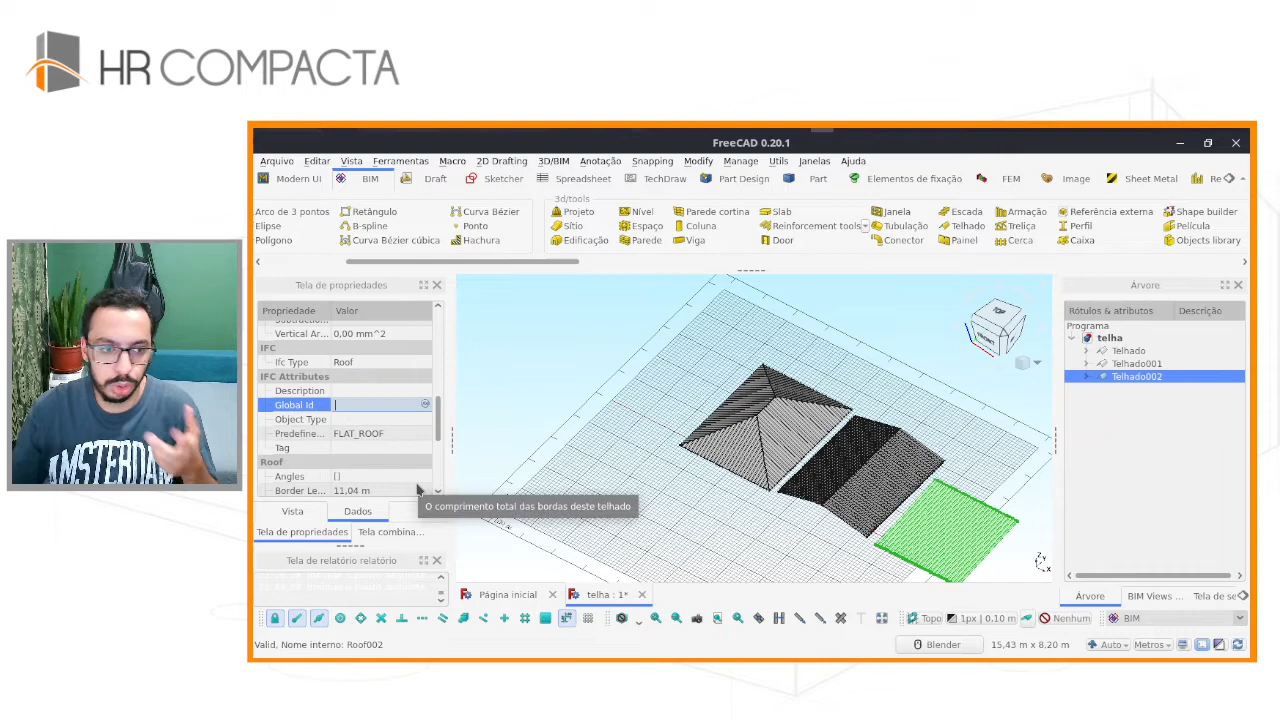 HR COMPACTA
FreeCAD 0.20.1
Arquivo Editar Vista Ferramentas Macro 2D Drafting 3D/BIM Anotação Snapping Modify Manage Utils Janelas Ajuda
Modern UI BIM Draft Sketcher Spreadsheet TechDraw Part Design Part Elementos de fixação FEM Image Sheet Metal Re
3d/tools
Arco de 3 pontos Retângulo Curva Bézier Projeto Nível Parede cortina Slab Janela Escada Armação Referência externa Shape builder
Elipse B-spline Ponto Sítio Espaço Coluna Reinforcement tools Tubulação Telhado Treliça Perfil Película
Polígono Curva Bézier cúbica Hachura Edificação Parede Viga Door Conector Painel Cerca Caixa Objects library
Tela de propriedades
Propriedade Valor
Vertical Ar... 0,00 mm^2
IFC
Ifc Type Roof
IFC Attributes
Description
Global Id
Object Type
Predefine... FLAT_ROOF
Tag
Roof
Angles []
Border Le... 11,04 m
O comprimento total das bordas deste telhado
Vista Dados
Tela de propriedades Tela combina...
Tela de relatório relatório
FRONT
Z Y X
Árvore
Rótulos & atributos Descrição
Programa
telha
Telhado
Telhado001
Telhado002
Árvore BIM Views ... Tela de se
Página inicial telha : 1*
Topo 1px | 0.10 m Nenhum BIM
Valid, Nome interno: Roof002 Blender 15,43 m x 8,20 m Auto Metros
AMSTERDAM